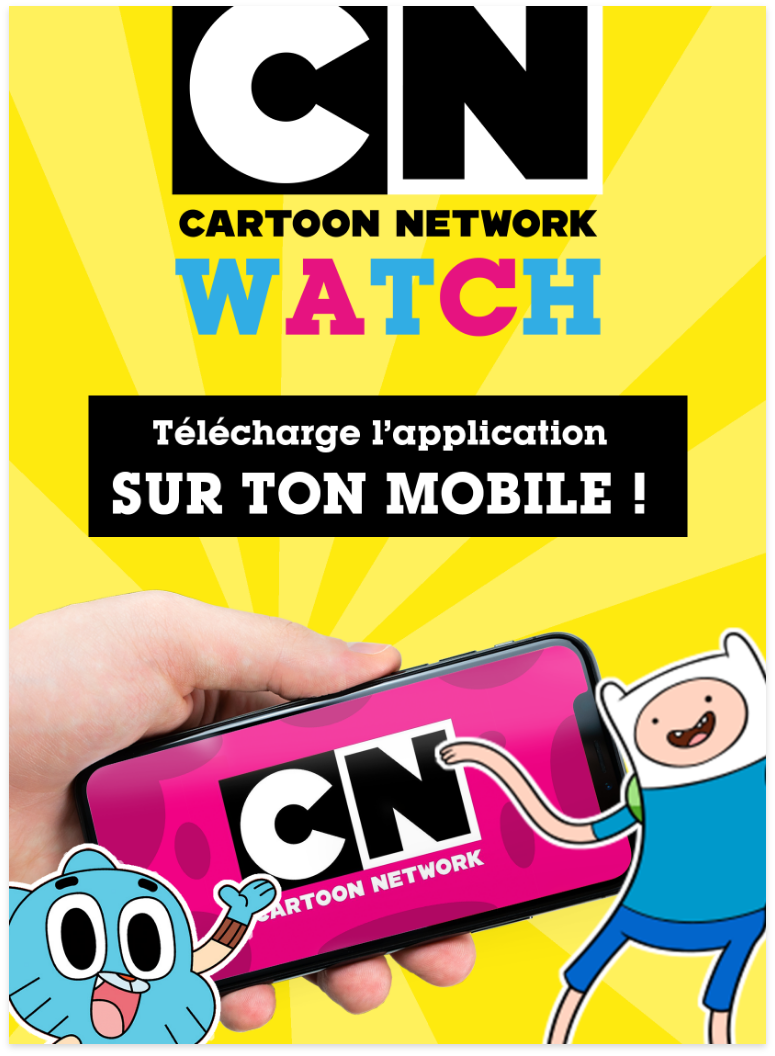 CN
CARTOON NETWORK
WATCH
Télécharge l'application
SUR TON MOBILE !
CN
CARTOON NETWORK